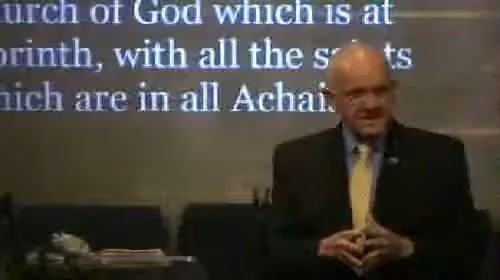 urch of God which is at
orinth, with all the saints
hich are in all Achai